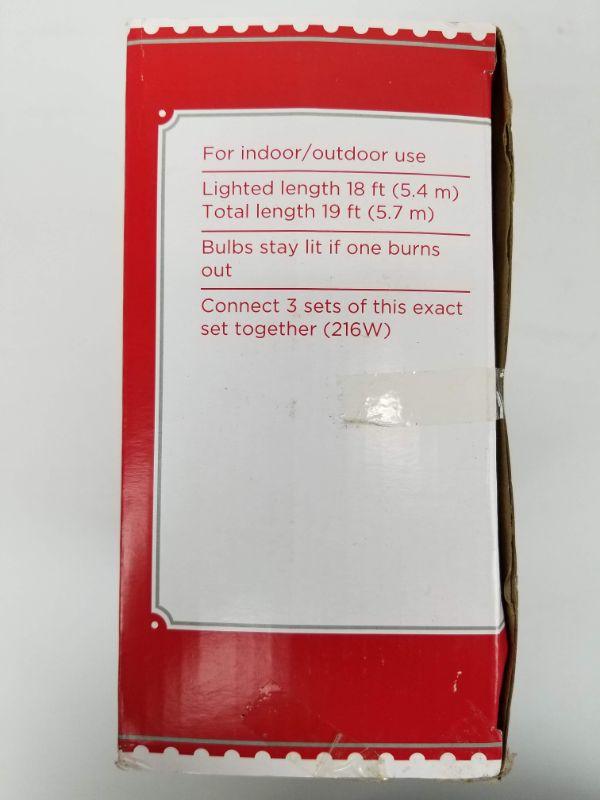 For indoor/outdoor use
Lighted length 18 ft (5.4 m)
Total length 19 ft (5.7 m)
Bulbs stay lit if one burns
out
Connect 3 sets of this exact
set together (216W)